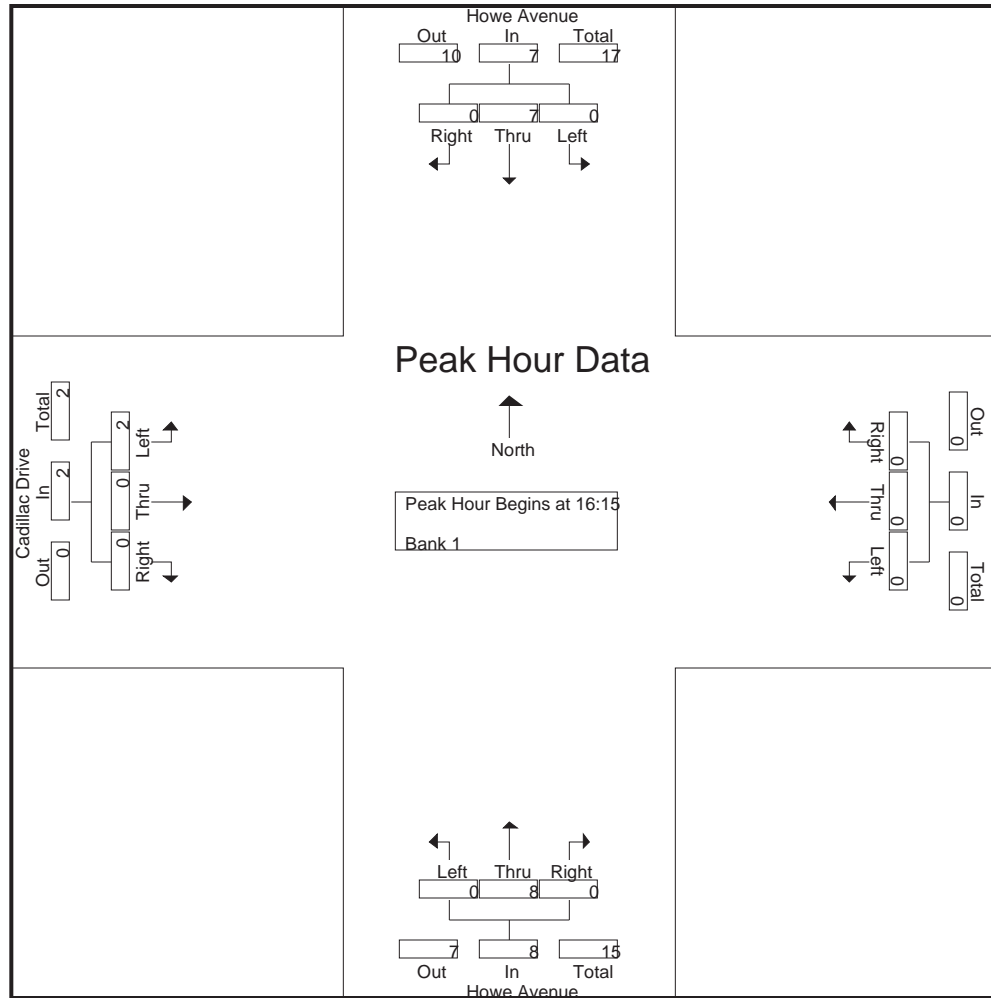 Howe Avenue
Out In Total
10 7 17
0 7 0
Right Thru Left
Peak Hour Data
North
Peak Hour Begins at 16:15
Bank 1
Cadillac Drive
Out In Total
0 2 2
2 0 0
Left Thru Right
Right Thru Left
0 0 0
Out In Total
0 0 0
Left Thru Right
0 8 0
7 8 15
Out In Total
Howe Avenue